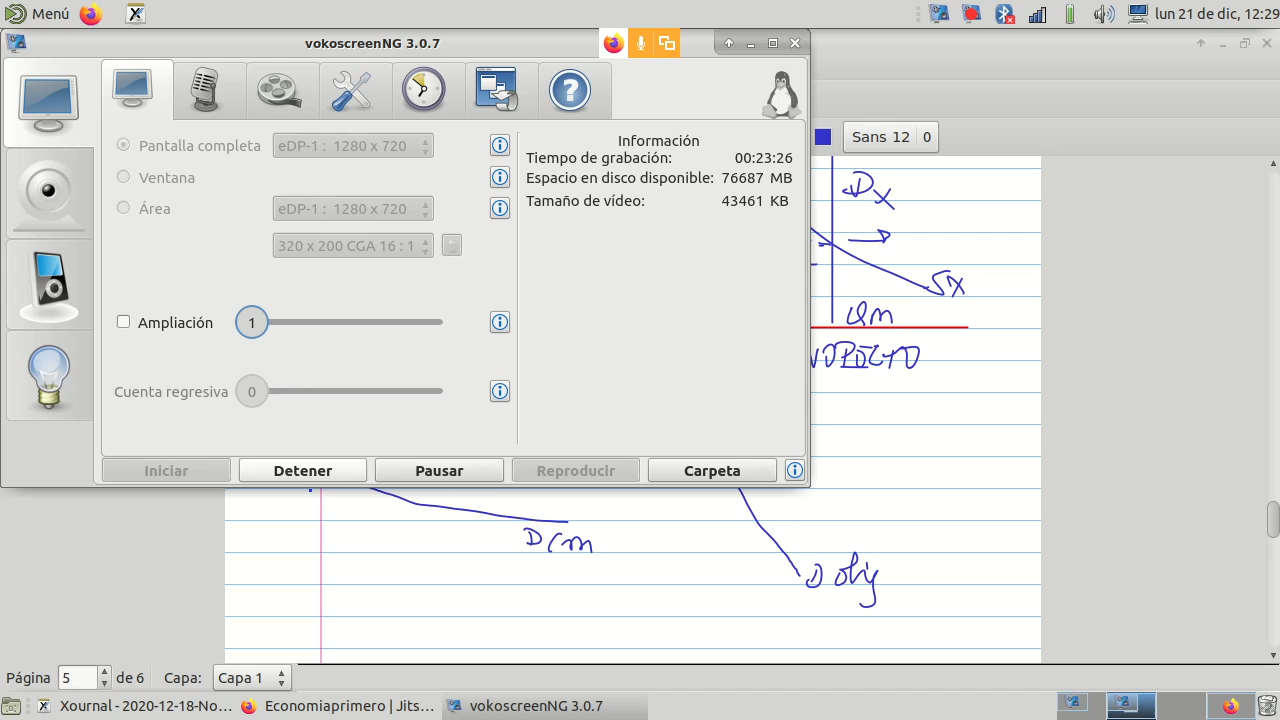 Menú
lun 21 de dic, 12:29
vokoscreenNG 3.0.7
Sans 12 0
Pantalla completa
eDP-1 : 1280 x 720
Ventana
Área
eDP-1 : 1280 x 720
320 x 200 CGA 16 : 1
Ampliación
1
Cuenta regresiva
0
Información
Tiempo de grabación: 00:23:26
Espacio en disco disponible: 76687 MB
Tamaño de vídeo: 43461 KB
Iniciar
Detener
Pausar
Reproducir
Carpeta
Dx
Sx
Qm
D Cm
D olig
Página 5 de 6
Capa: Capa 1
Xournal - 2020-12-18-No...
Economiaprimero | Jits...
vokoscreenNG 3.0.7